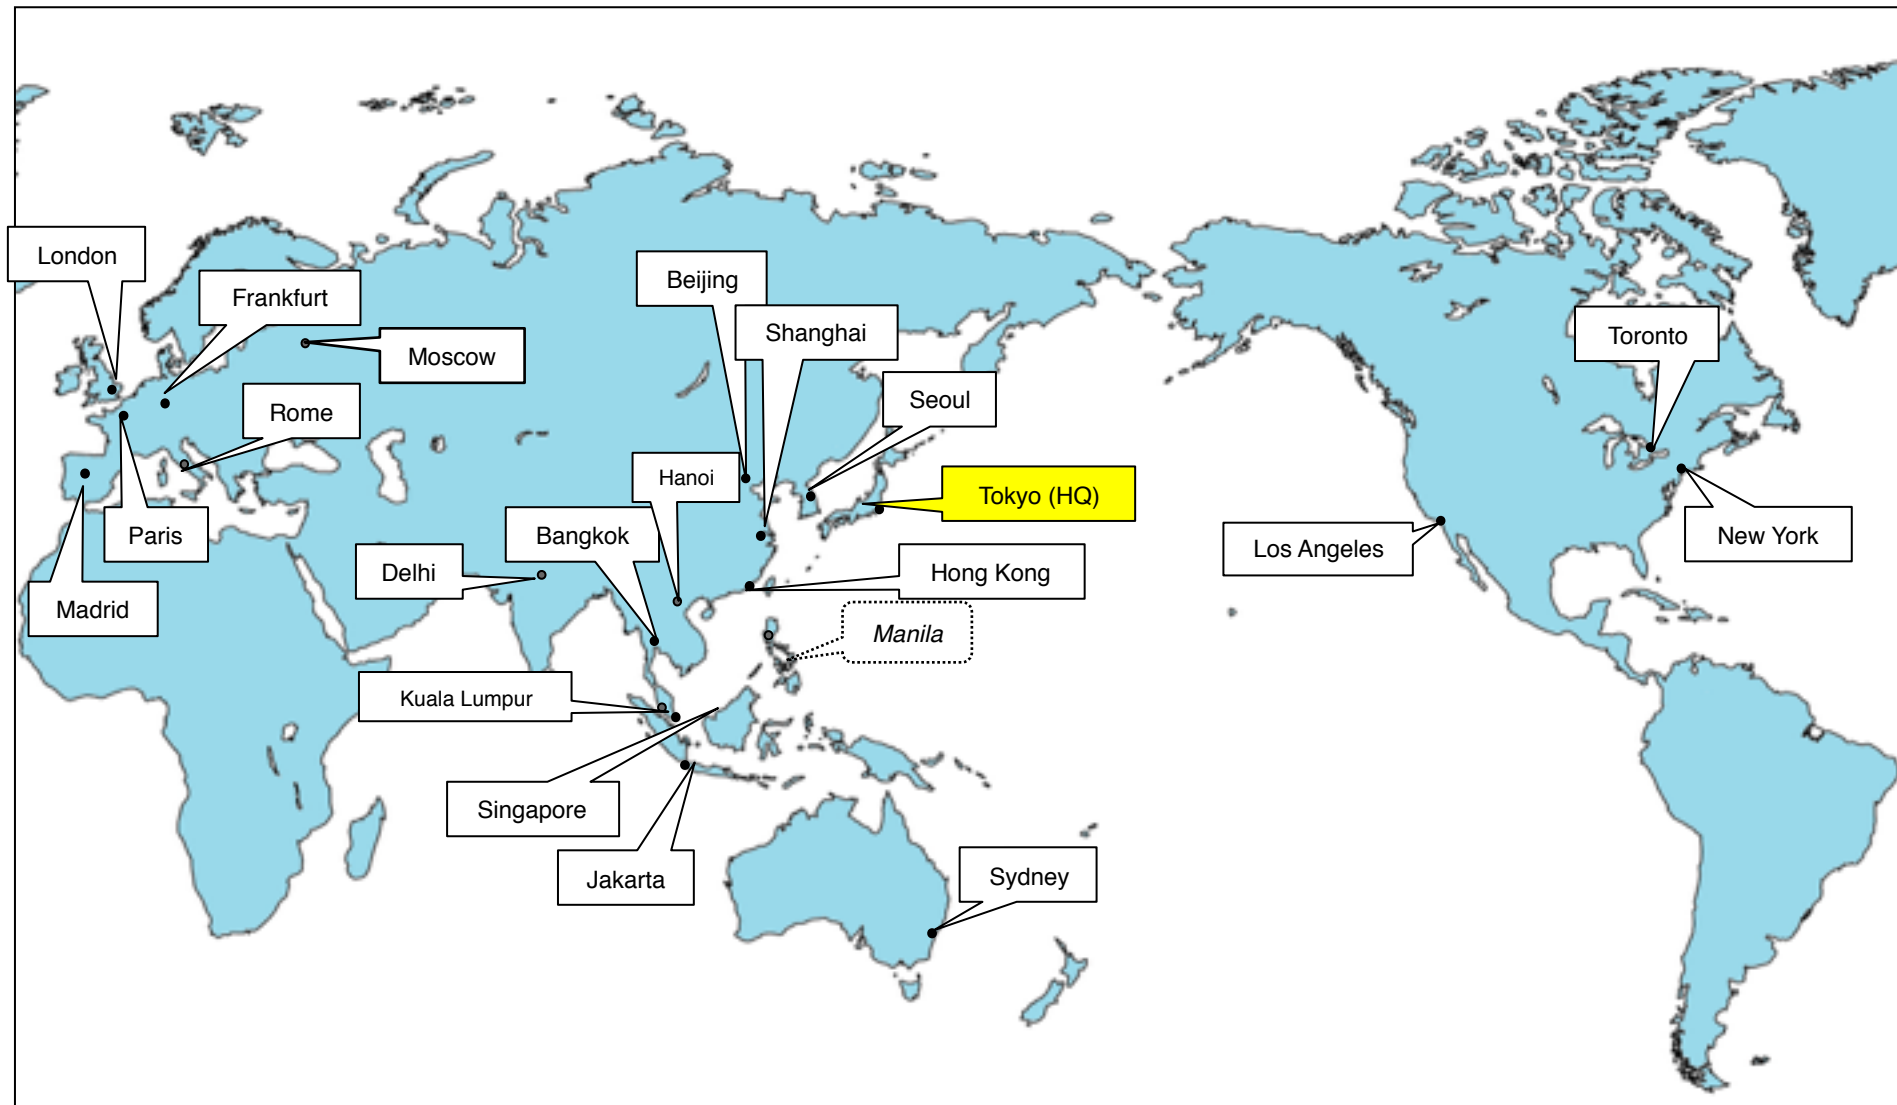 London
Frankfurt
Moscow
Rome
Paris
Madrid
Beijing
Shanghai
Seoul
Hanoi
Tokyo (HQ)
Bangkok
Delhi
Hong Kong
Manila
Kuala Lumpur
Singapore
Jakarta
Sydney
Toronto
Los Angeles
New York